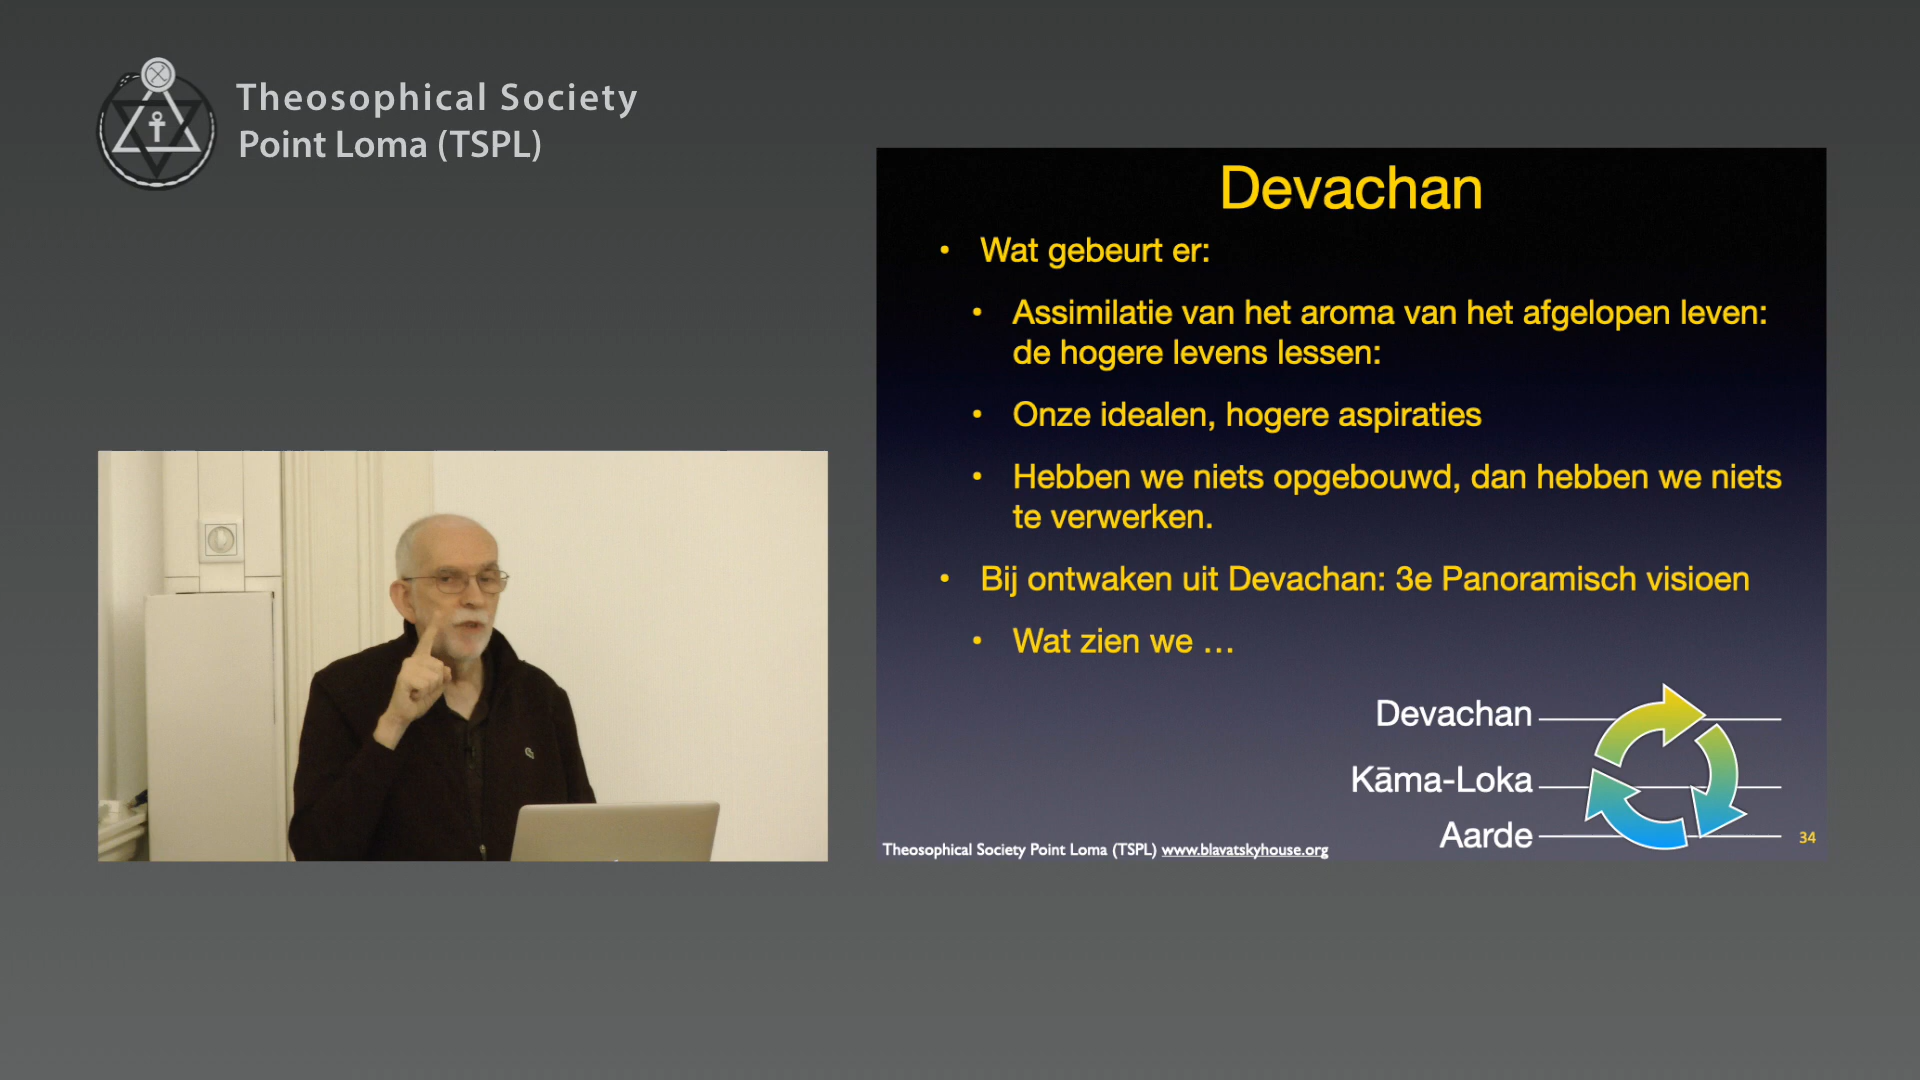 Theosophical Society
Point Loma (TSPL)
Devachan
• Wat gebeurt er:
• Assimilatie van het aroma van het afgelopen leven:
de hogere levens lessen:
• Onze idealen, hogere aspiraties
• Hebben we niets opgebouwd, dan hebben we niets
te verwerken.
• Bij ontwaken uit Devachan: 3e Panoramisch visioen
• Wat zien we …
Devachan
Kāma-Loka
Aarde
Theosophical Society Point Loma (TSPL) www.blavatskyhouse.org
34